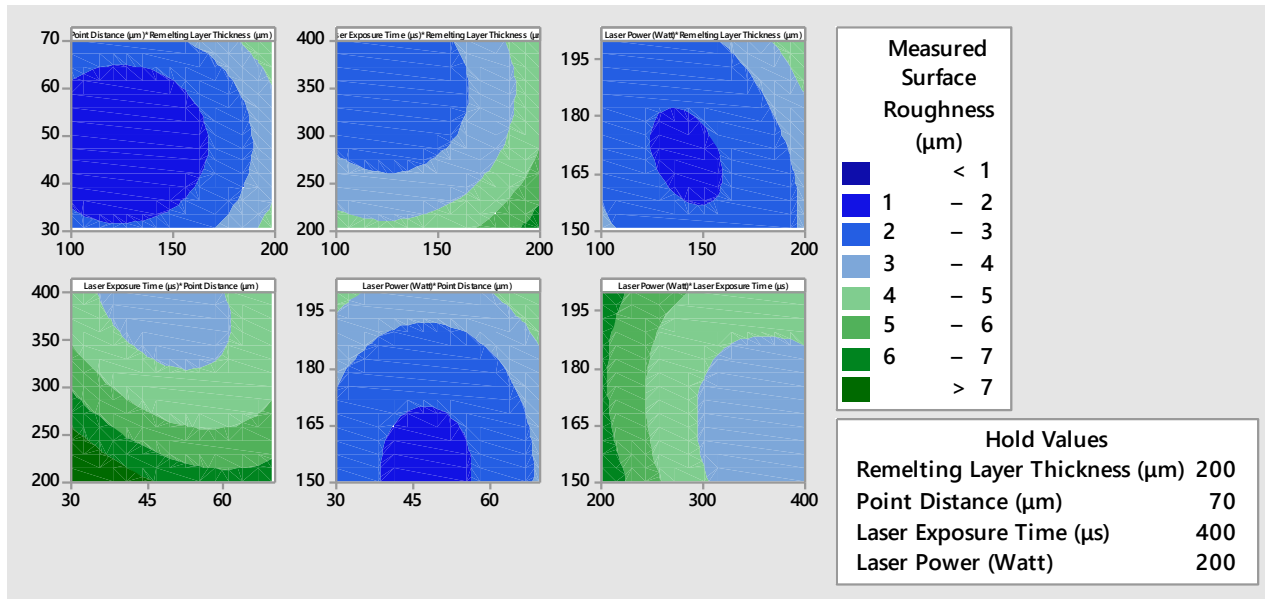 Point Distance (µm)*Remelting Layer Thickness (µm)
70
60
50
40
30
100 150 200
ser Exposure Time (µs)*Remelting Layer Thickness (µm
400
350
300
250
200
100 150 200
Laser Power (Watt)*Remelting Layer Thickness (µm)
195
180
165
150
100 150 200
Laser Exposure Time (µs)*Point Distance (µm)
400
350
300
250
200
30 45 60
Laser Power (Watt)*Point Distance (µm)
195
180
165
150
30 45 60
Laser Power (Watt)*Laser Exposure Time (µs)
195
180
165
150
200 300 400
Measured
Surface
Roughness
(µm)
< 1
1 – 2
2 – 3
3 – 4
4 – 5
5 – 6
6 – 7
> 7
Hold Values
Remelting Layer Thickness (µm) 200
Point Distance (µm) 70
Laser Exposure Time (µs) 400
Laser Power (Watt) 200